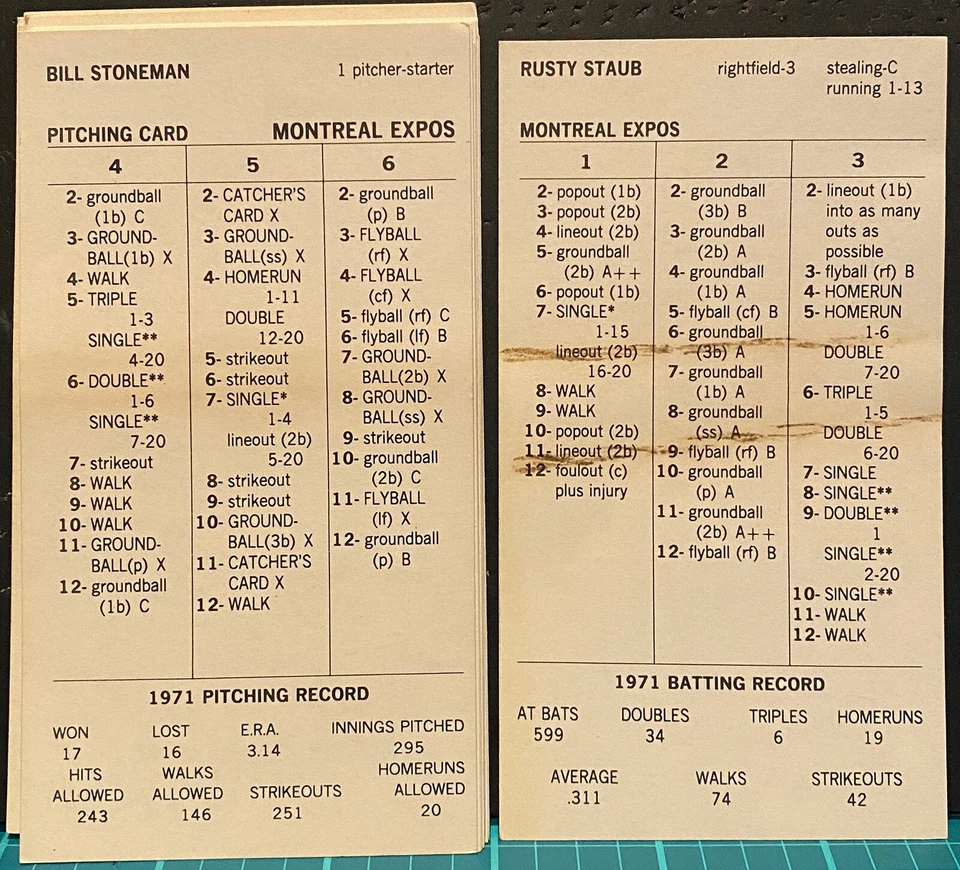 BILL STONEMAN 1 pitcher-starter
PITCHING CARD MONTREAL EXPOS
4
2- groundball
(1b) C
3- GROUND-
BALL(1b) X
4- WALK
5- TRIPLE
1-3
SINGLE**
4-20
6- DOUBLE**
1-6
SINGLE**
7-20
7- strikeout
8- WALK
9- WALK
10- WALK
11- GROUND-
BALL(p) X
12- groundball
(1b) C
5
2- CATCHER'S
CARD X
3- GROUND-
BALL(ss) X
4- HOMERUN
1-11
DOUBLE
12-20
5- strikeout
6- strikeout
7- SINGLE*
1-4
lineout (2b)
5-20
8- strikeout
9- strikeout
10- GROUND-
BALL(3b) X
11- CATCHER'S
CARD X
12- WALK
6
2- groundball
(p) B
3- FLYBALL
(rf) X
4- FLYBALL
(cf) X
5- flyball (rf) C
6- flyball (lf) B
7- GROUND-
BALL(2b) X
8- GROUND-
BALL(ss) X
9- strikeout
10- groundball
(2b) C
11- FLYBALL
(lf) X
12- groundball
(p) B
1971 PITCHING RECORD
WON LOST E.R.A. INNINGS PITCHED
17 16 3.14 295
HITS WALKS HOMERUNS
ALLOWED ALLOWED STRIKEOUTS ALLOWED
243 146 251 20
RUSTY STAUB rightfield-3 stealing-C
running 1-13
MONTREAL EXPOS
1
2- popout (1b)
3- popout (2b)
4- lineout (2b)
5- groundball
(2b) A++
6- popout (1b)
7- SINGLE*
1-15
lineout (2b)
16-20
8- WALK
9- WALK
10- popout (2b)
11- lineout (2b)
12- foulout (c)
plus injury
2
2- groundball
(3b) B
3- groundball
(2b) A
4- groundball
(1b) A
5- flyball (cf) B
6- groundball
(3b) A
7- groundball
(1b) A
8- groundball
(ss) A
9- flyball (rf) B
10- groundball
(p) A
11- groundball
(2b) A++
12- flyball (rf) B
3
2- lineout (1b)
into as many
outs as
possible
3- flyball (rf) B
4- HOMERUN
5- HOMERUN
1-6
DOUBLE
7-20
6- TRIPLE
1-5
DOUBLE
6-20
7- SINGLE
8- SINGLE**
9- DOUBLE**
1
SINGLE**
2-20
10- SINGLE**
11- WALK
12- WALK
1971 BATTING RECORD
AT BATS DOUBLES TRIPLES HOMERUNS
599 34 6 19
AVERAGE WALKS STRIKEOUTS
.311 74 42